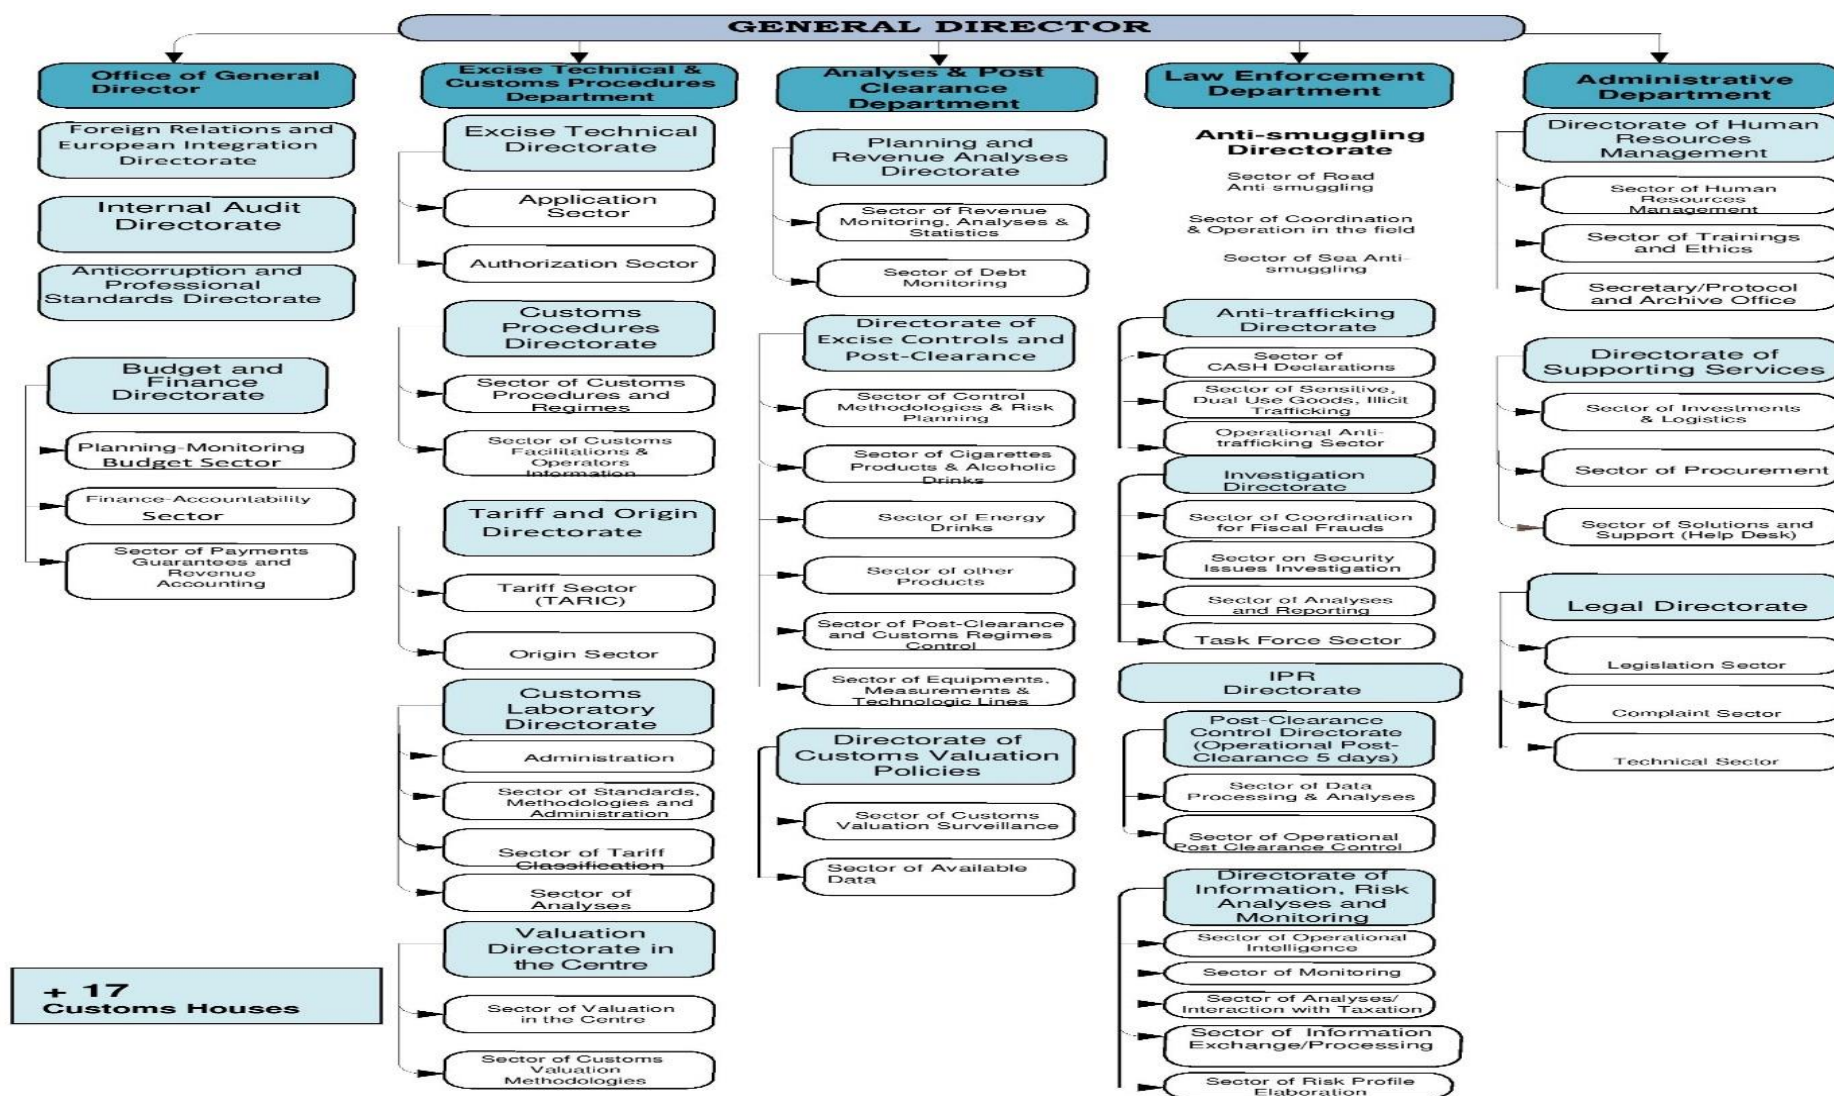 GENERAL DIRECTOR
Office of General
Director
Foreign Relations and
European Integration
Directorate
Internal Audit
Directorate
Anticorruption and
Professional
Standards Directorate
Budget and
Finance
Directorate
Planning-Monitoring
Budget Sector
Finance-Accountability
Sector
Sector of Payments
Guarantees and
Revenue
Accounting
+ 17
Customs Houses
Excise Technical &
Customs Procedures
Department
Excise Technical
Directorate
Application
Sector
Authorization Sector
Customs
Procedures
Directorate
Sector of Customs
Procedures and
Regimes
Sector of Customs
Facilitations &
Operators
Information
Tariff and Origin
Directorate
Tariff Sector
(TARIC)
Origin Sector
Customs
Laboratory
Directorate
Administration
Sector of Standards,
Methodologies and
Administration
Sector of Tariff
Classification
Sector of
Analyses
Valuation
Directorate in
the Centre
Sector of Valuation
in the Centre
Sector of Customs
Valuation
Methodologies
Analyses & Post
Clearance
Department
Planning and
Revenue Analyses
Directorate
Sector of Revenue
Monitoring, Analyses &
Statistics
Sector of Debt
Monitoring
Directorate of
Excise Controls and
Post-Clearance
Sector of Control
Methodologies & Risk
Planning
Sector of Cigarettes
Products & Alcoholic
Drinks
Sector of Energy
Drinks
Sector of other
Products
Sector of Post-Clearance
and Customs Regimes
Control
Sector of Equipments,
Measurements &
Technologic Lines
Directorate of
Customs Valuation
Policies
Sector of Customs
Valuation Surveillance
Sector of Available
Data
Law Enforcement
Department
Anti-smuggling
Directorate
Sector of Road
Anti-smuggling
Sector of Coordination
& Operation in the field
Sector of Sea Anti-
smuggling
Anti-trafficking
Directorate
Sector of
CASH Declarations
Sector of Sensitive,
Dual Use Goods, Illicit
Trafficking
Operational Anti-
trafficking Sector
Investigation
Directorate
Sector of Coordination
for Fiscal Frauds
Sector on Security
Issues Investigation
Sector of Analyses
and Reporting
Task Force Sector
IPR
Directorate
Post-Clearance
Control Directorate
(Operational Post-
Clearance 5 days)
Sector of Data
Processing & Analyses
Sector of Operational
Post Clearance Control
Directorate of
Information, Risk
Analyses and
Monitoring
Sector of Operational
Intelligence
Sector of Monitoring
Sector of Analyses/
Interaction with Taxation
Sector of Information
Exchange/Processing
Sector of Risk Profile
Elaboration
Administrative
Department
Directorate of Human
Resources
Management
Sector of Human
Resources
Management
Sector of Trainings
and Ethics
Secretary/Protocol
and Archive Office
Directorate of
Supporting Services
Sector of Investments
& Logistics
Sector of Procurement
Sector of Solutions and
Support (Help Desk)
Legal Directorate
Legislation Sector
Complaint Sector
Technical Sector